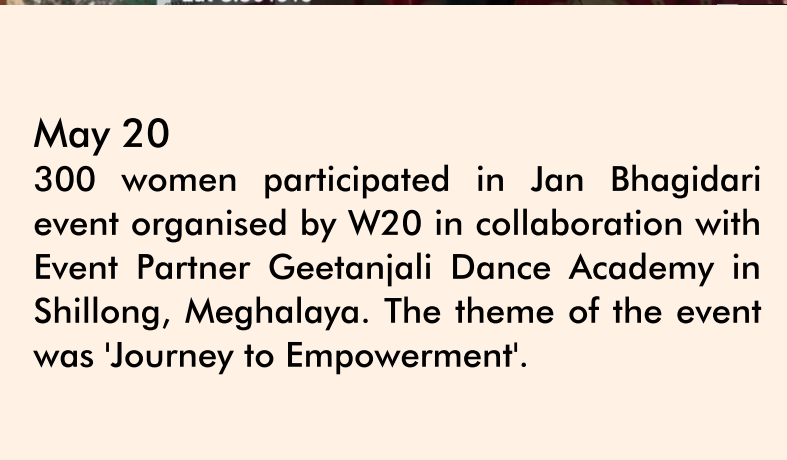 May 20
300 women participated in Jan Bhagidari
event organised by W20 in collaboration with
Event Partner Geetanjali Dance Academy in
Shillong, Meghalaya. The theme of the event
was 'Journey to Empowerment'.